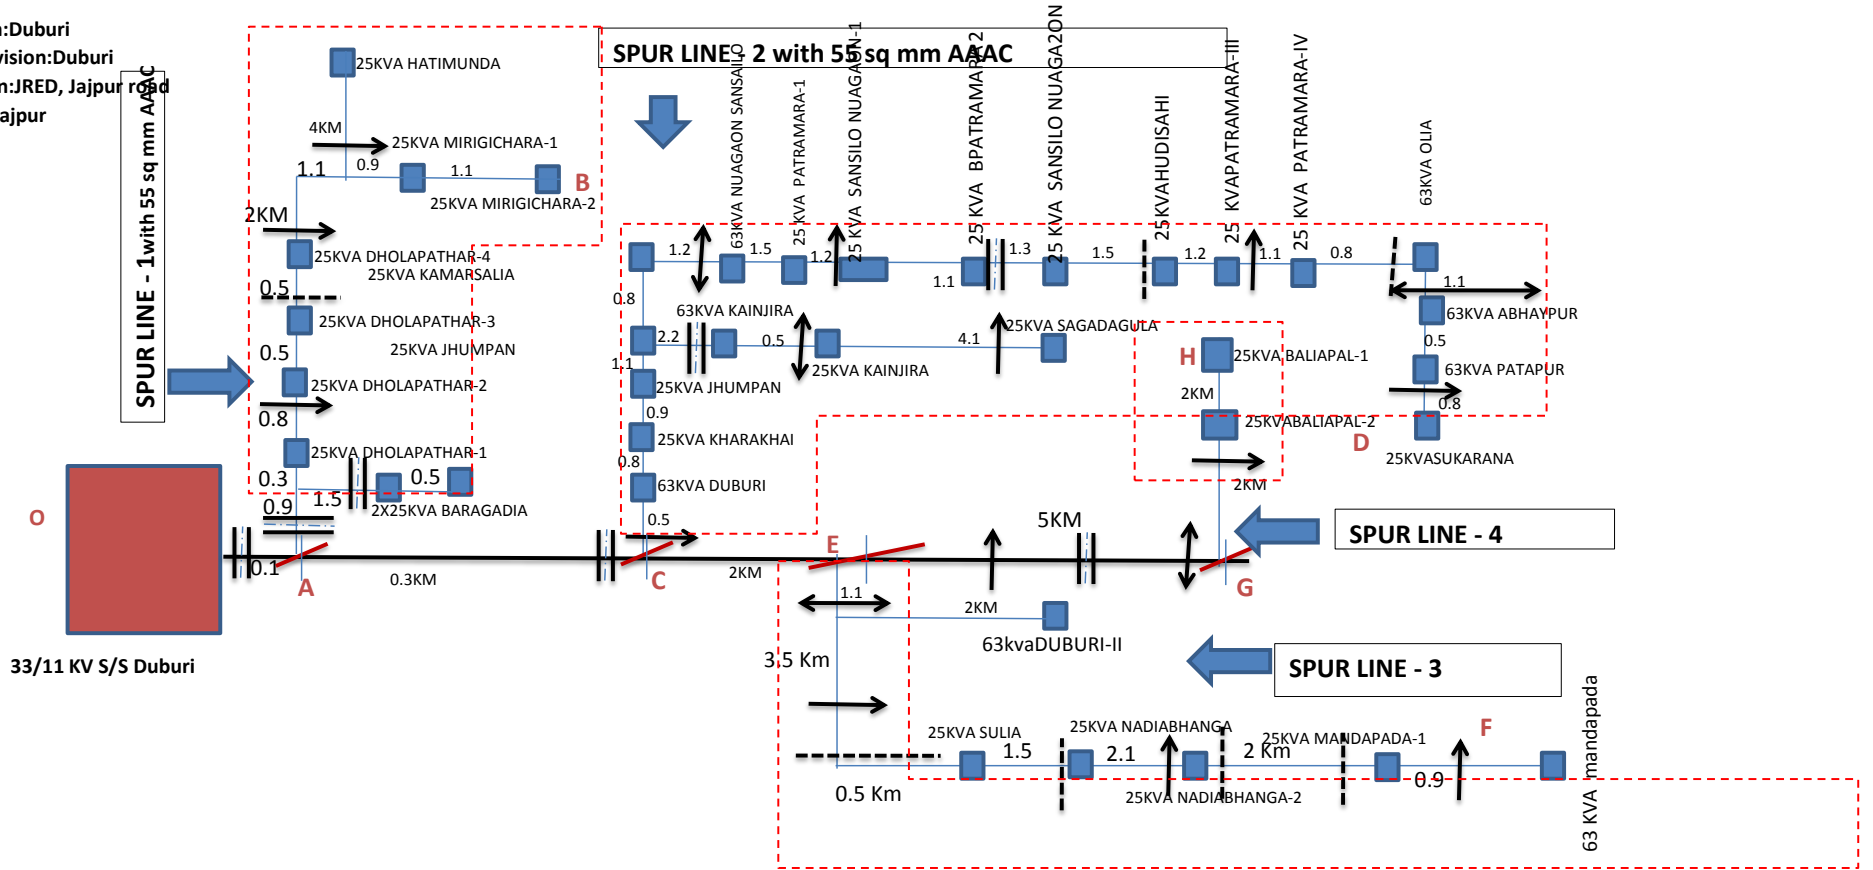 n:Duburi
vision:Duburi
n:JRED, Jajpur road
ajpur
SPUR LINE - 1with 55 sq mm AAAC
SPUR LINE - 2 with 55 sq mm AAAC
25KVA HATIMUNDA
4KM
25KVA MIRIGICHARA-1
1.1
0.9
1.1
B
25KVA MIRIGICHARA-2
2KM
25KVA DHOLAPATHAR-4
25KVA KAMARSALIA
0.5
25KVA DHOLAPATHAR-3
0.5
25KVA JHUMPAN
25KVA DHOLAPATHAR-2
0.8
25KVA DHOLAPATHAR-1
0.3
1.5
0.5
2X25KVA BARAGADIA
0.9
O
0.1
A
0.3KM
33/11 KV S/S Duburi
63KVA NUAGAON SANSAILO
25 KVA PATRAMARA-1
25 KVA SANSILO NUAGAON-1
25 KVA BPATRAMARA 2
25 KVA SANSILO NUAGA2ON
25 KVAHUDISAHI
25 KVAPATRAMARA-III
25 KVA PATRAMARA-IV
63KVA OLIA
1.2
1.5
1.2
1.1
1.3
1.5
1.2
1.1
0.8
1.1
0.8
63KVA KAINJIRA
2.2
0.5
4.1
25KVA SAGADAGULA
25KVA KAINJIRA
1.1
25KVA JHUMPAN
0.9
25KVA KHARAKHAI
0.8
63KVA DUBURI
0.5
63KVA ABHAYPUR
0.5
63KVA PATAPUR
0.8
D
25KVASUKARANA
H
25KVA BALIAPAL-1
2KM
25KVABALIAPAL-2
2KM
SPUR LINE - 4
C
2KM
E
5KM
G
1.1
2KM
63kvaDUBURI-II
3.5 Km
SPUR LINE - 3
25KVA SULIA
1.5
25KVA NADIABHANGA
2.1
25KVA NADIABHANGA-2
2 Km
25KVA MANDAPADA-1
0.9
F
63 KVA mandapada
0.5 Km